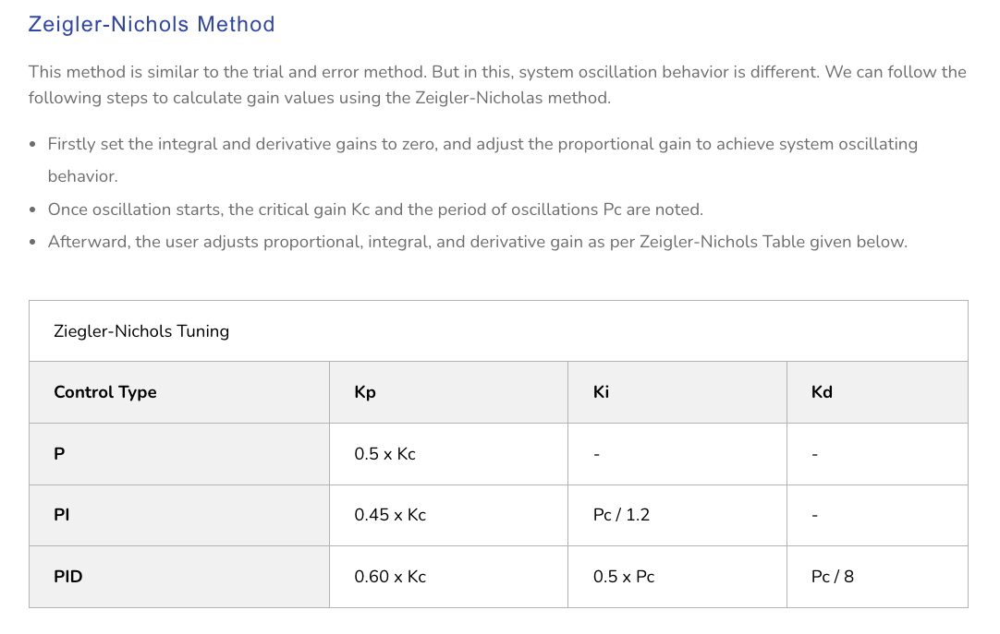 Zeigler-Nichols Method
This method is similar to the trial and error method. But in this, system oscillation behavior is different. We can follow the
following steps to calculate gain values using the Zeigler-Nicholas method.
• Firstly set the integral and derivative gains to zero, and adjust the proportional gain to achieve system oscillating
behavior.
• Once oscillation starts, the critical gain Kc and the period of oscillations Pc are noted.
• Afterward, the user adjusts proportional, integral, and derivative gain as per Zeigler-Nichols Table given below.
Ziegler-Nichols Tuning
Control Type Kp Ki Kd
P 0.5 x Kc - -
PI 0.45 x Kc Pc / 1.2 -
PID 0.60 x Kc 0.5 x Pc Pc / 8